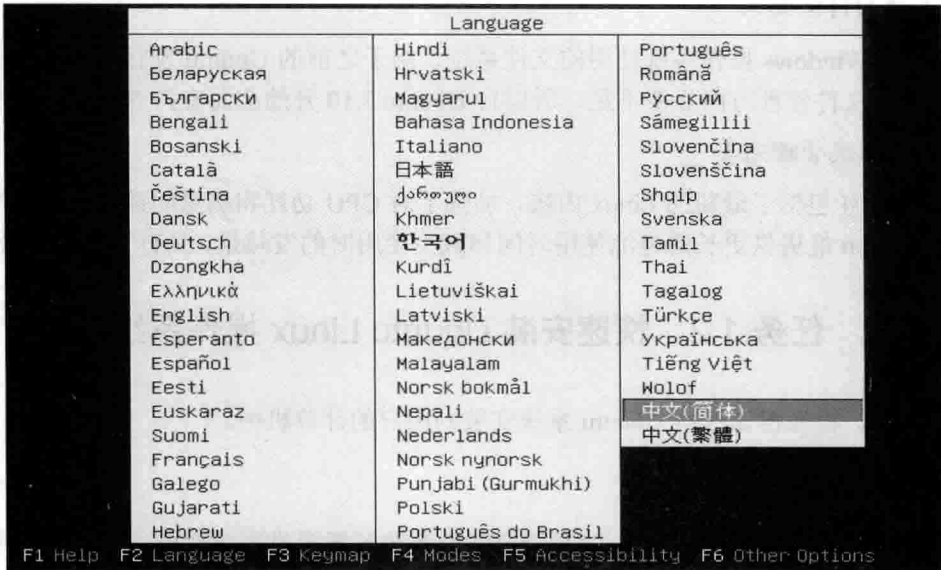 Language
Arabic
Беларуская
Български
Bengali
Bosanski
Català
Čeština
Dansk
Deutsch
Dzongkha
Ελληνικά
English
Esperanto
Español
Eesti
Euskaraz
Suomi
Français
Galego
Gujarati
Hebrew
Hindi
Hrvatski
Magyarul
Bahasa Indonesia
Italiano
日本語
ქართული
Khmer
한국어
Kurdî
Lietuviškai
Latviski
Македонски
Malayalam
Norsk bokmål
Nepali
Nederlands
Norsk nynorsk
Punjabi (Gurmukhi)
Polski
Português do Brasil
Português
Română
Русский
Sámegillii
Slovenčina
Slovenščina
Shqip
Svenska
Tamil
Thai
Tagalog
Türkçe
Українська
Tiếng Việt
Wolof
中文(简体)
中文(繁體)
F1 Help F2 Language F3 Keymap F4 Modes F5 Accessibility F6 Other Options